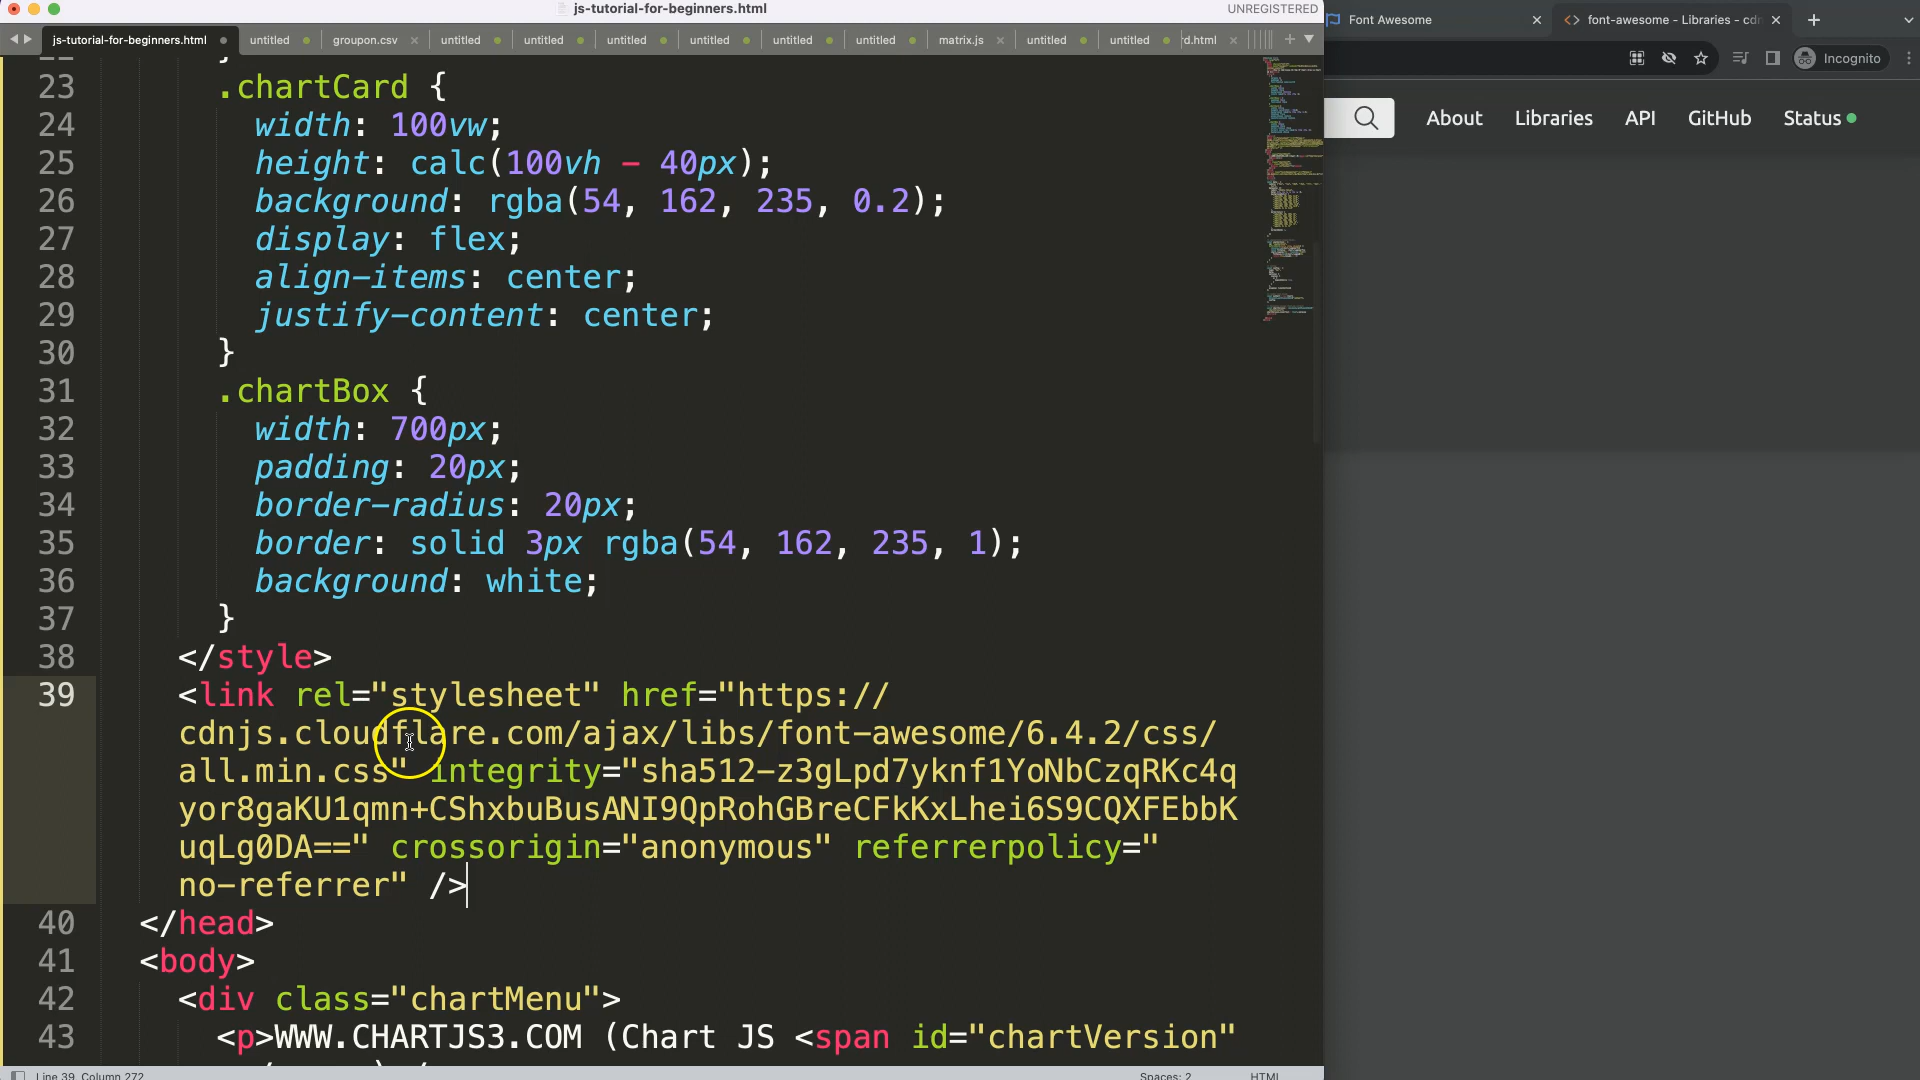 js-tutorial-for-beginners.html
UNREGISTERED
js-tutorial-for-beginners.html untitled groupon.csv untitled untitled untitled untitled untitled untitled matrix.js untitled untitled d.html
Font Awesome
font-awesome - Libraries - cdn
Incognito
About Libraries API GitHub Status
23 .chartCard {
24 width: 100vw;
25 height: calc(100vh - 40px);
26 background: rgba(54, 162, 235, 0.2);
27 display: flex;
28 align-items: center;
29 justify-content: center;
30 }
31 .chartBox {
32 width: 700px;
33 padding: 20px;
34 border-radius: 20px;
35 border: solid 3px rgba(54, 162, 235, 1);
36 background: white;
37 }
38 </style>
39 <link rel="stylesheet" href="https://
cdnjs.cloudflare.com/ajax/libs/font-awesome/6.4.2/css/
all.min.css" integrity="sha512-z3gLpd7yknf1YoNbCzqRKc4q
yor8gaKU1qmn+CShxbuBusANI9QpRohGBreCFkKxLhei6S9CQXFEbbK
uqLg0DA==" crossorigin="anonymous" referrerpolicy="
no-referrer" />
40 </head>
41 <body>
42 <div class="chartMenu">
43 <p>WWW.CHARTJS3.COM (Chart JS <span id="chartVersion"
Line 39, Column 272
Spaces: 2
HTML